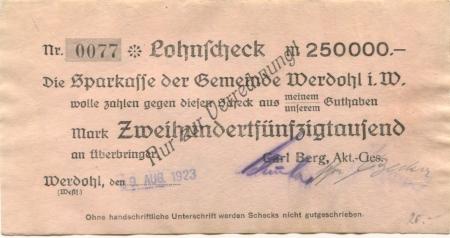 Nr. 0077 ※ Lohnscheck M 250000.-
Die Sparkasse der Gemeinde Werdohl i. W.
wolle zahlen gegen diesen Scheck aus meinem unserem Guthaben
Mark Zweihundertfünfzigtausend
an Überbringer
Nur zur Verrechnung!
Carl Berg, Akt.-Ges.
Werdohl, den 9. AUG. 1923
(Westf.)
Ohne handschriftliche Unterschrift werden Schecks nicht gutgeschrieben.
20.-